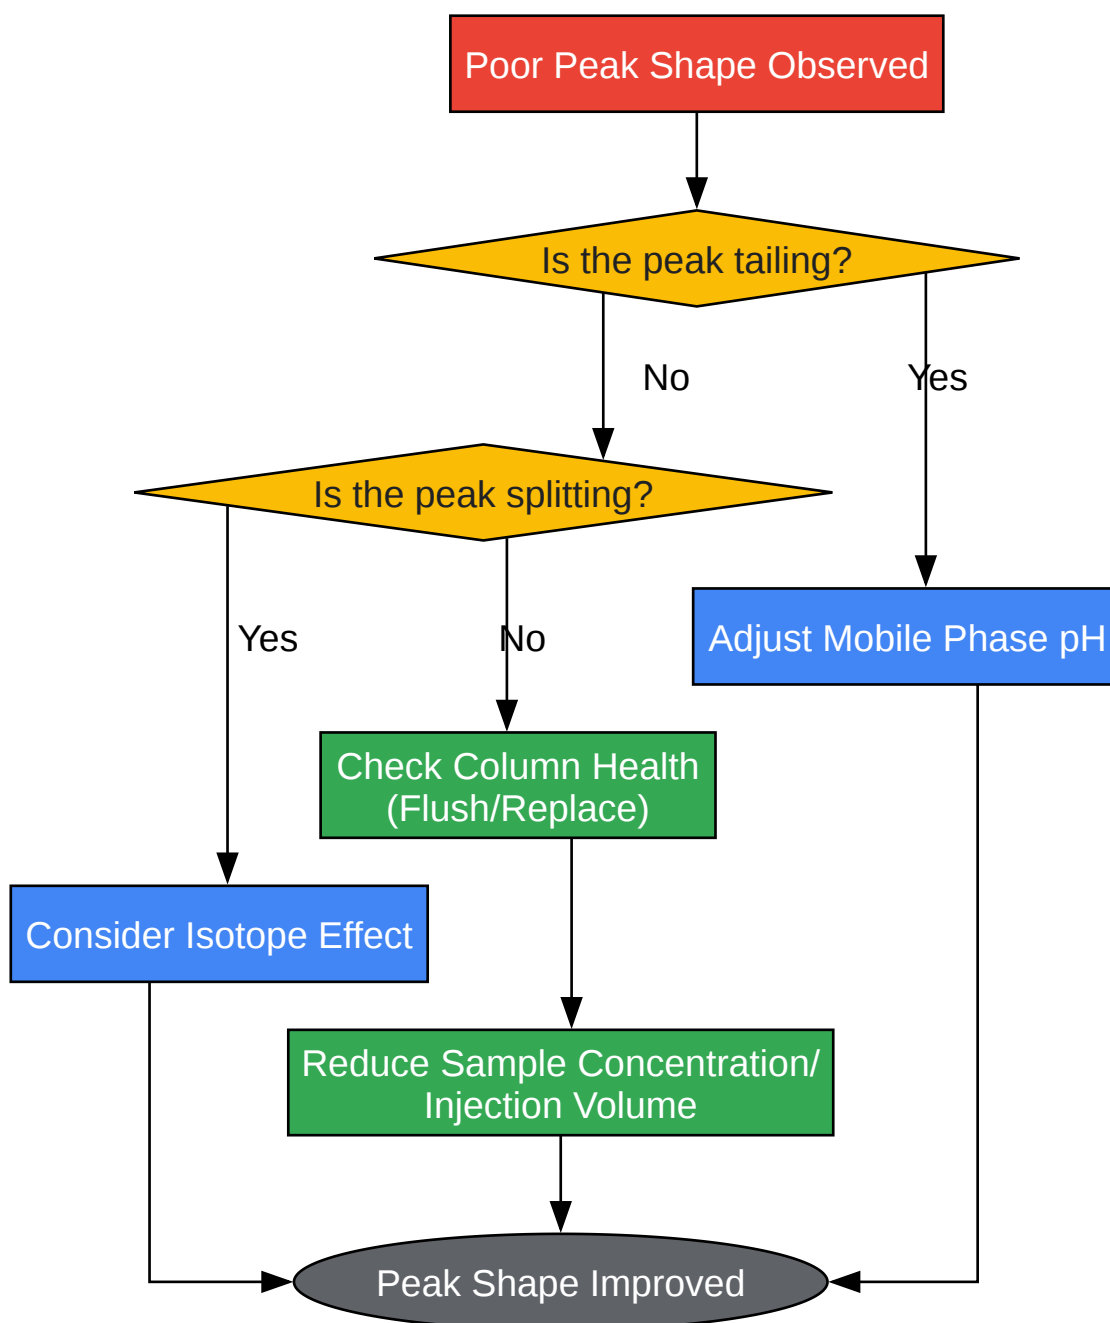 Poor Peak Shape Observed
Is the peak tailing?
No
Yes
Is the peak splitting?
Yes
No
Adjust Mobile Phase pH
Check Column Health
(Flush/Replace)
Consider Isotope Effect
Reduce Sample Concentration/
Injection Volume
Peak Shape Improved